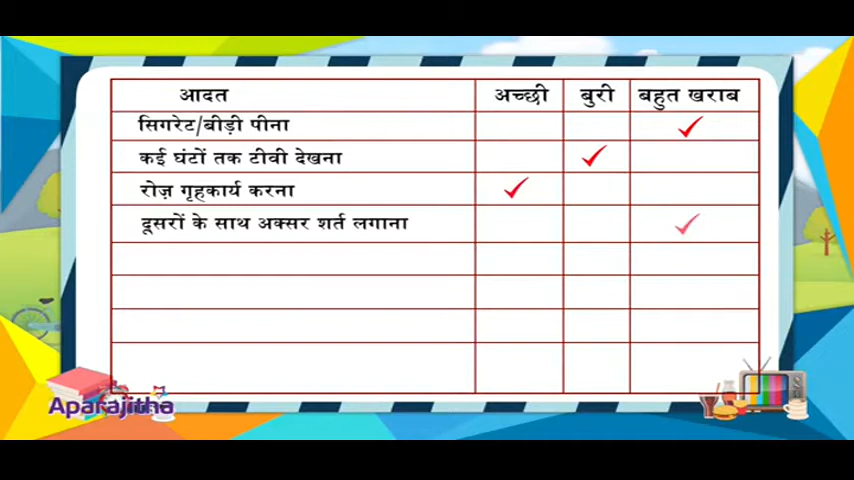 आदत अच्छी बुरी बहुत खराब
सिगरेट/बीड़ी पीना
कई घंटों तक टीवी देखना
रोज़ गृहकार्य करना
दूसरों के साथ अक्सर शर्त लगाना
Aparajitha